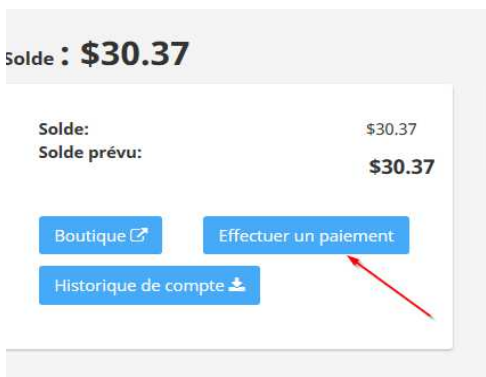 Solde : $30.37
Solde: $30.37
Solde prévu: $30.37
Boutique Effectuer un paiement
Historique de compte